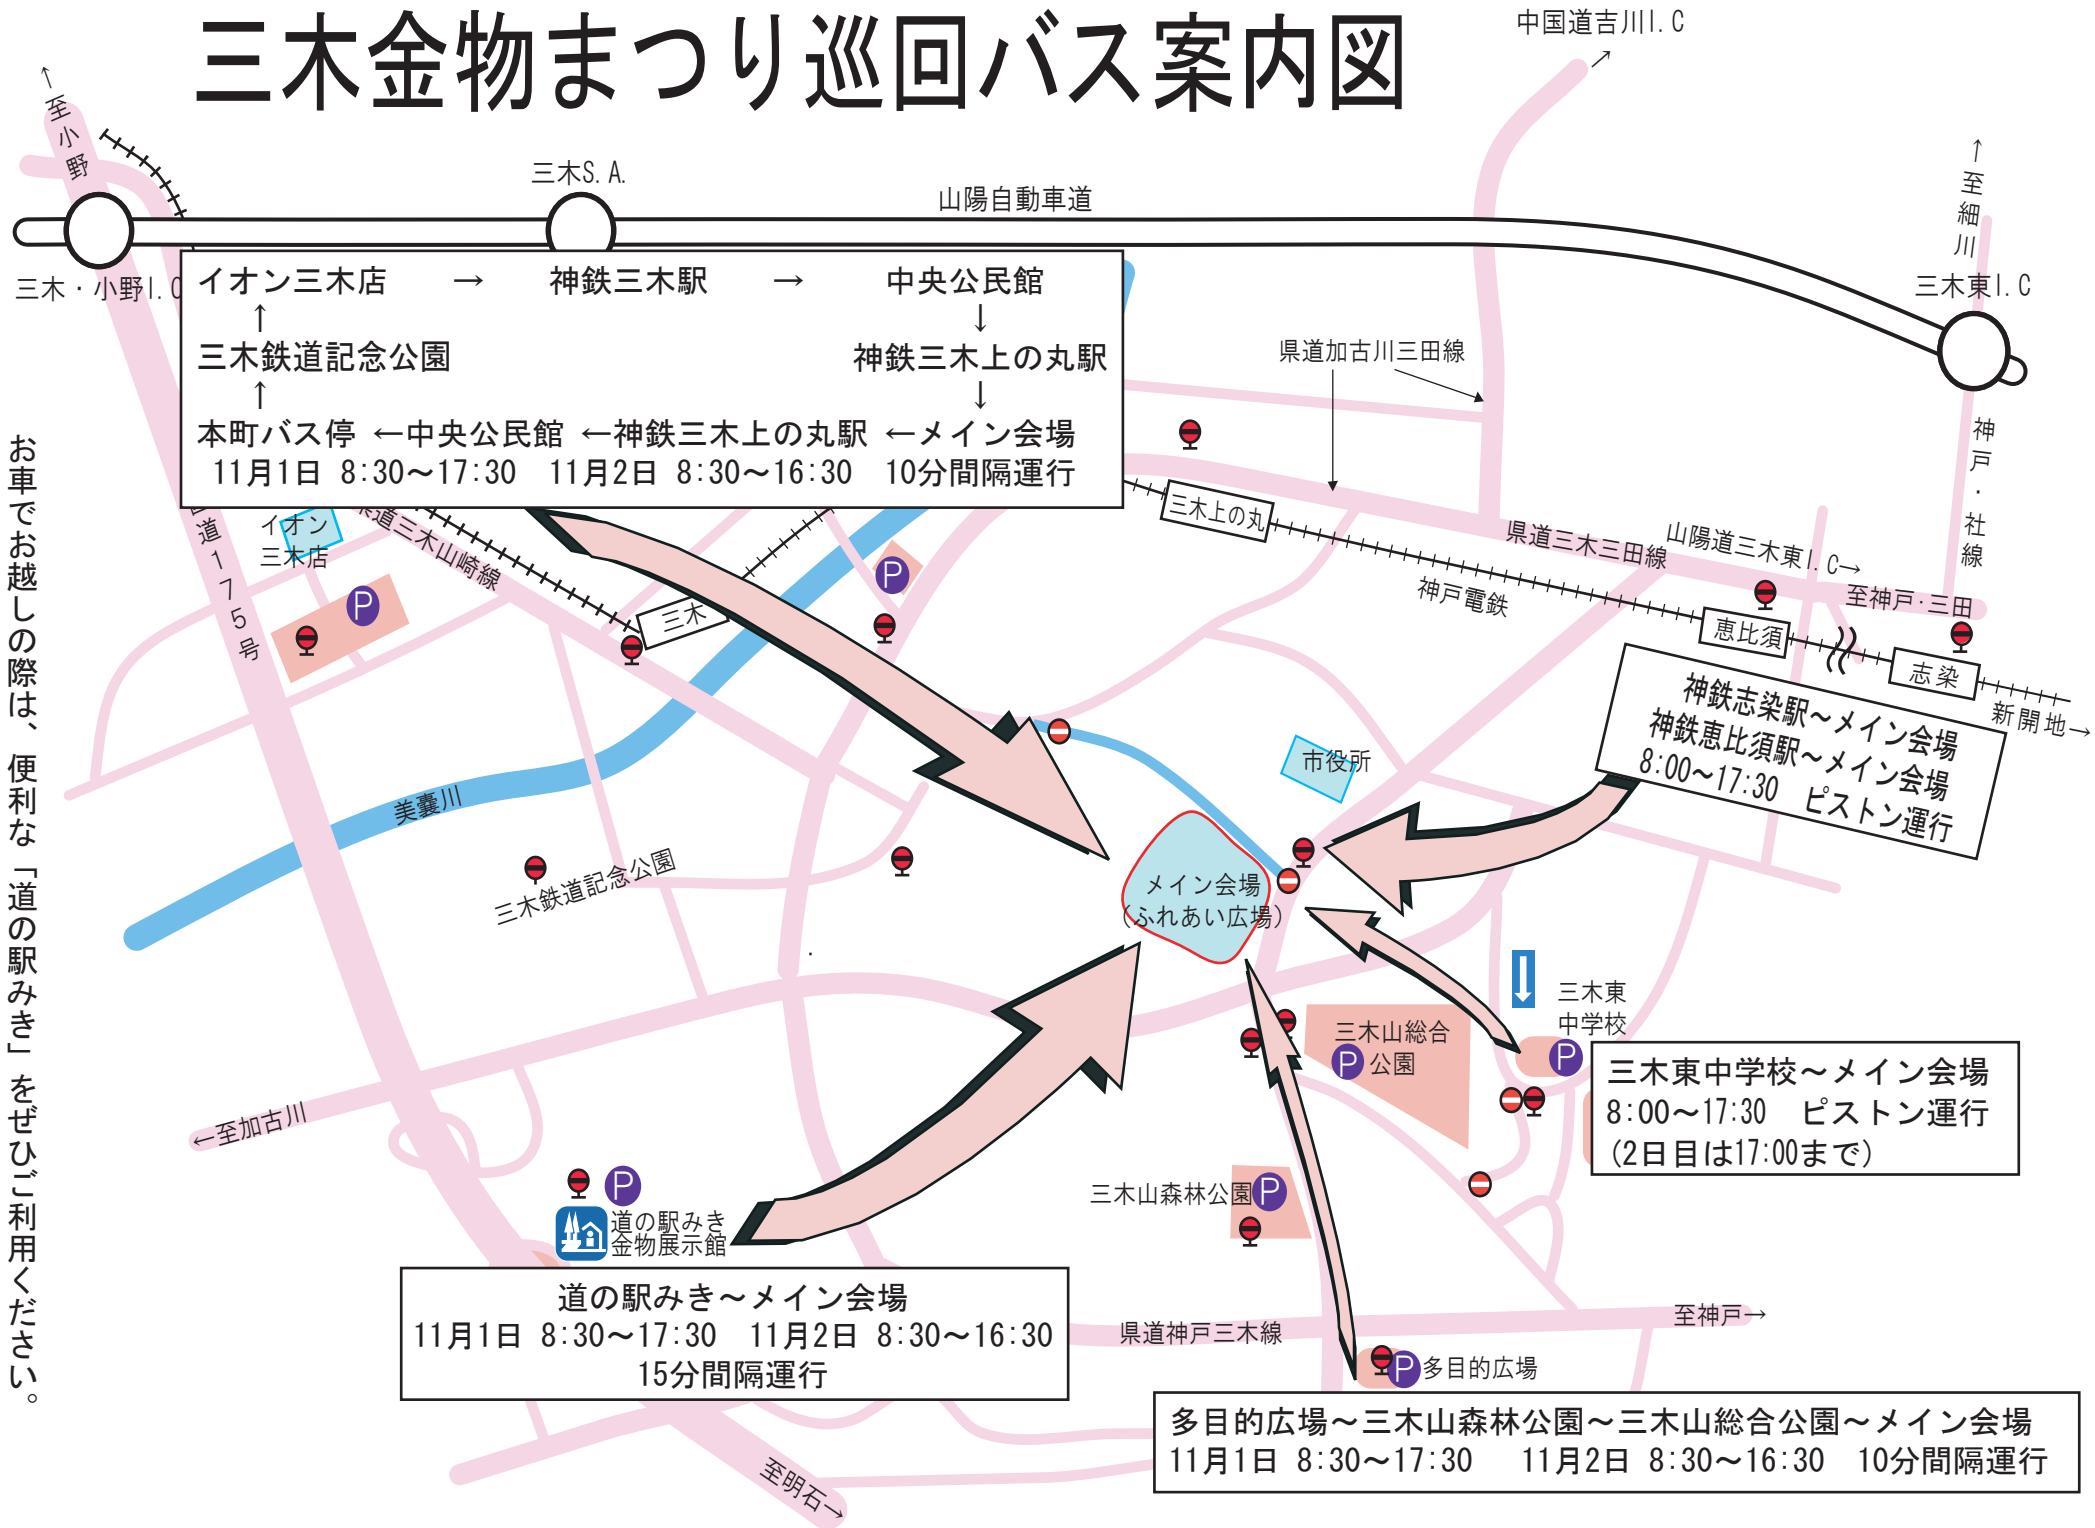 三木金物まつり巡回バス案内図
中国道吉川I.C
↗
←至小野
三木S.A.
山陽自動車道
←至細川
三木・小野I.C
三木東I.C
イオン三木店 → 神鉄三木駅 → 中央公民館
↑ ↓
三木鉄道記念公園 神鉄三木上の丸駅
↑ ↓
本町バス停 ←中央公民館 ←神鉄三木上の丸駅 ←メイン会場
11月1日 8:30～17:30 11月2日 8:30～16:30 10分間隔運行
県道加古川三田線
神戸・社線
お車でお越しの際は、便利な「道の駅みき」をぜひご利用ください。
道175号
イオン
三木店
道三木山崎線
P
P
三木
三木上の丸
県道三木三田線
山陽道三木東I.C→
神戸電鉄
至神戸・三田
恵比須
志染
新開地→
神鉄志染駅～メイン会場
神鉄恵比須駅～メイン会場
8:00～17:30 ピストン運行
市役所
美嚢川
三木鉄道記念公園
メイン会場
（ふれあい広場）
三木東
中学校
P
三木山総合
P 公園
三木東中学校～メイン会場
8:00～17:30 ピストン運行
(2日目は17:00まで)
←至加古川
P
道の駅みき
金物展示館
三木山森林公園 P
道の駅みき～メイン会場
11月1日 8:30～17:30 11月2日 8:30～16:30
15分間隔運行
県道神戸三木線
至神戸→
P 多目的広場
多目的広場～三木山森林公園～三木山総合公園～メイン会場
11月1日 8:30～17:30 11月2日 8:30～16:30 10分間隔運行
至明石→